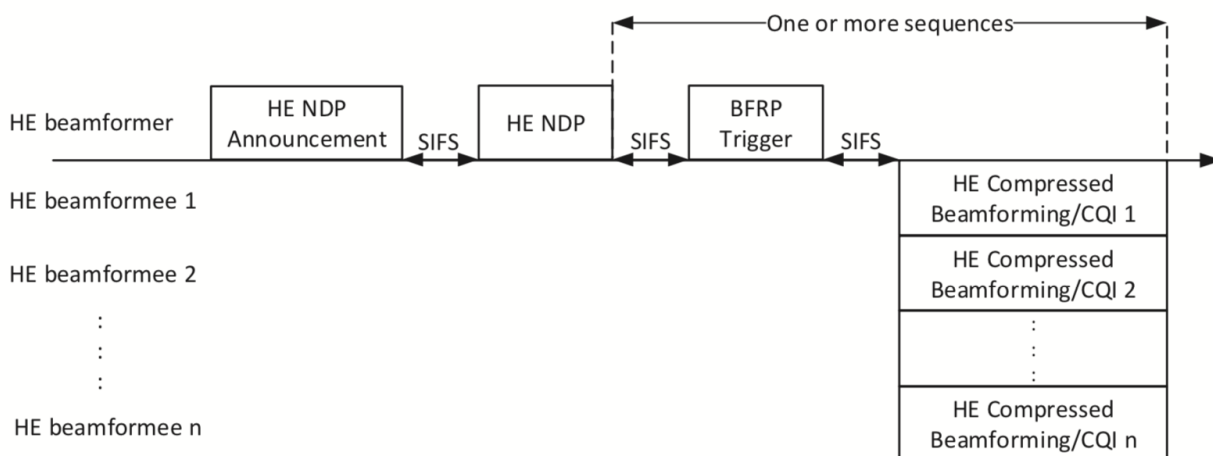 One or more sequences
HE beamformer
HE NDP
Announcement
SIFS
HE NDP
SIFS
BFRP
Trigger
SIFS
HE beamformee 1
HE Compressed
Beamforming/CQI 1
HE beamformee 2
HE Compressed
Beamforming/CQI 2
:
:
:
:
:
:
HE beamformee n
HE Compressed
Beamforming/CQI n